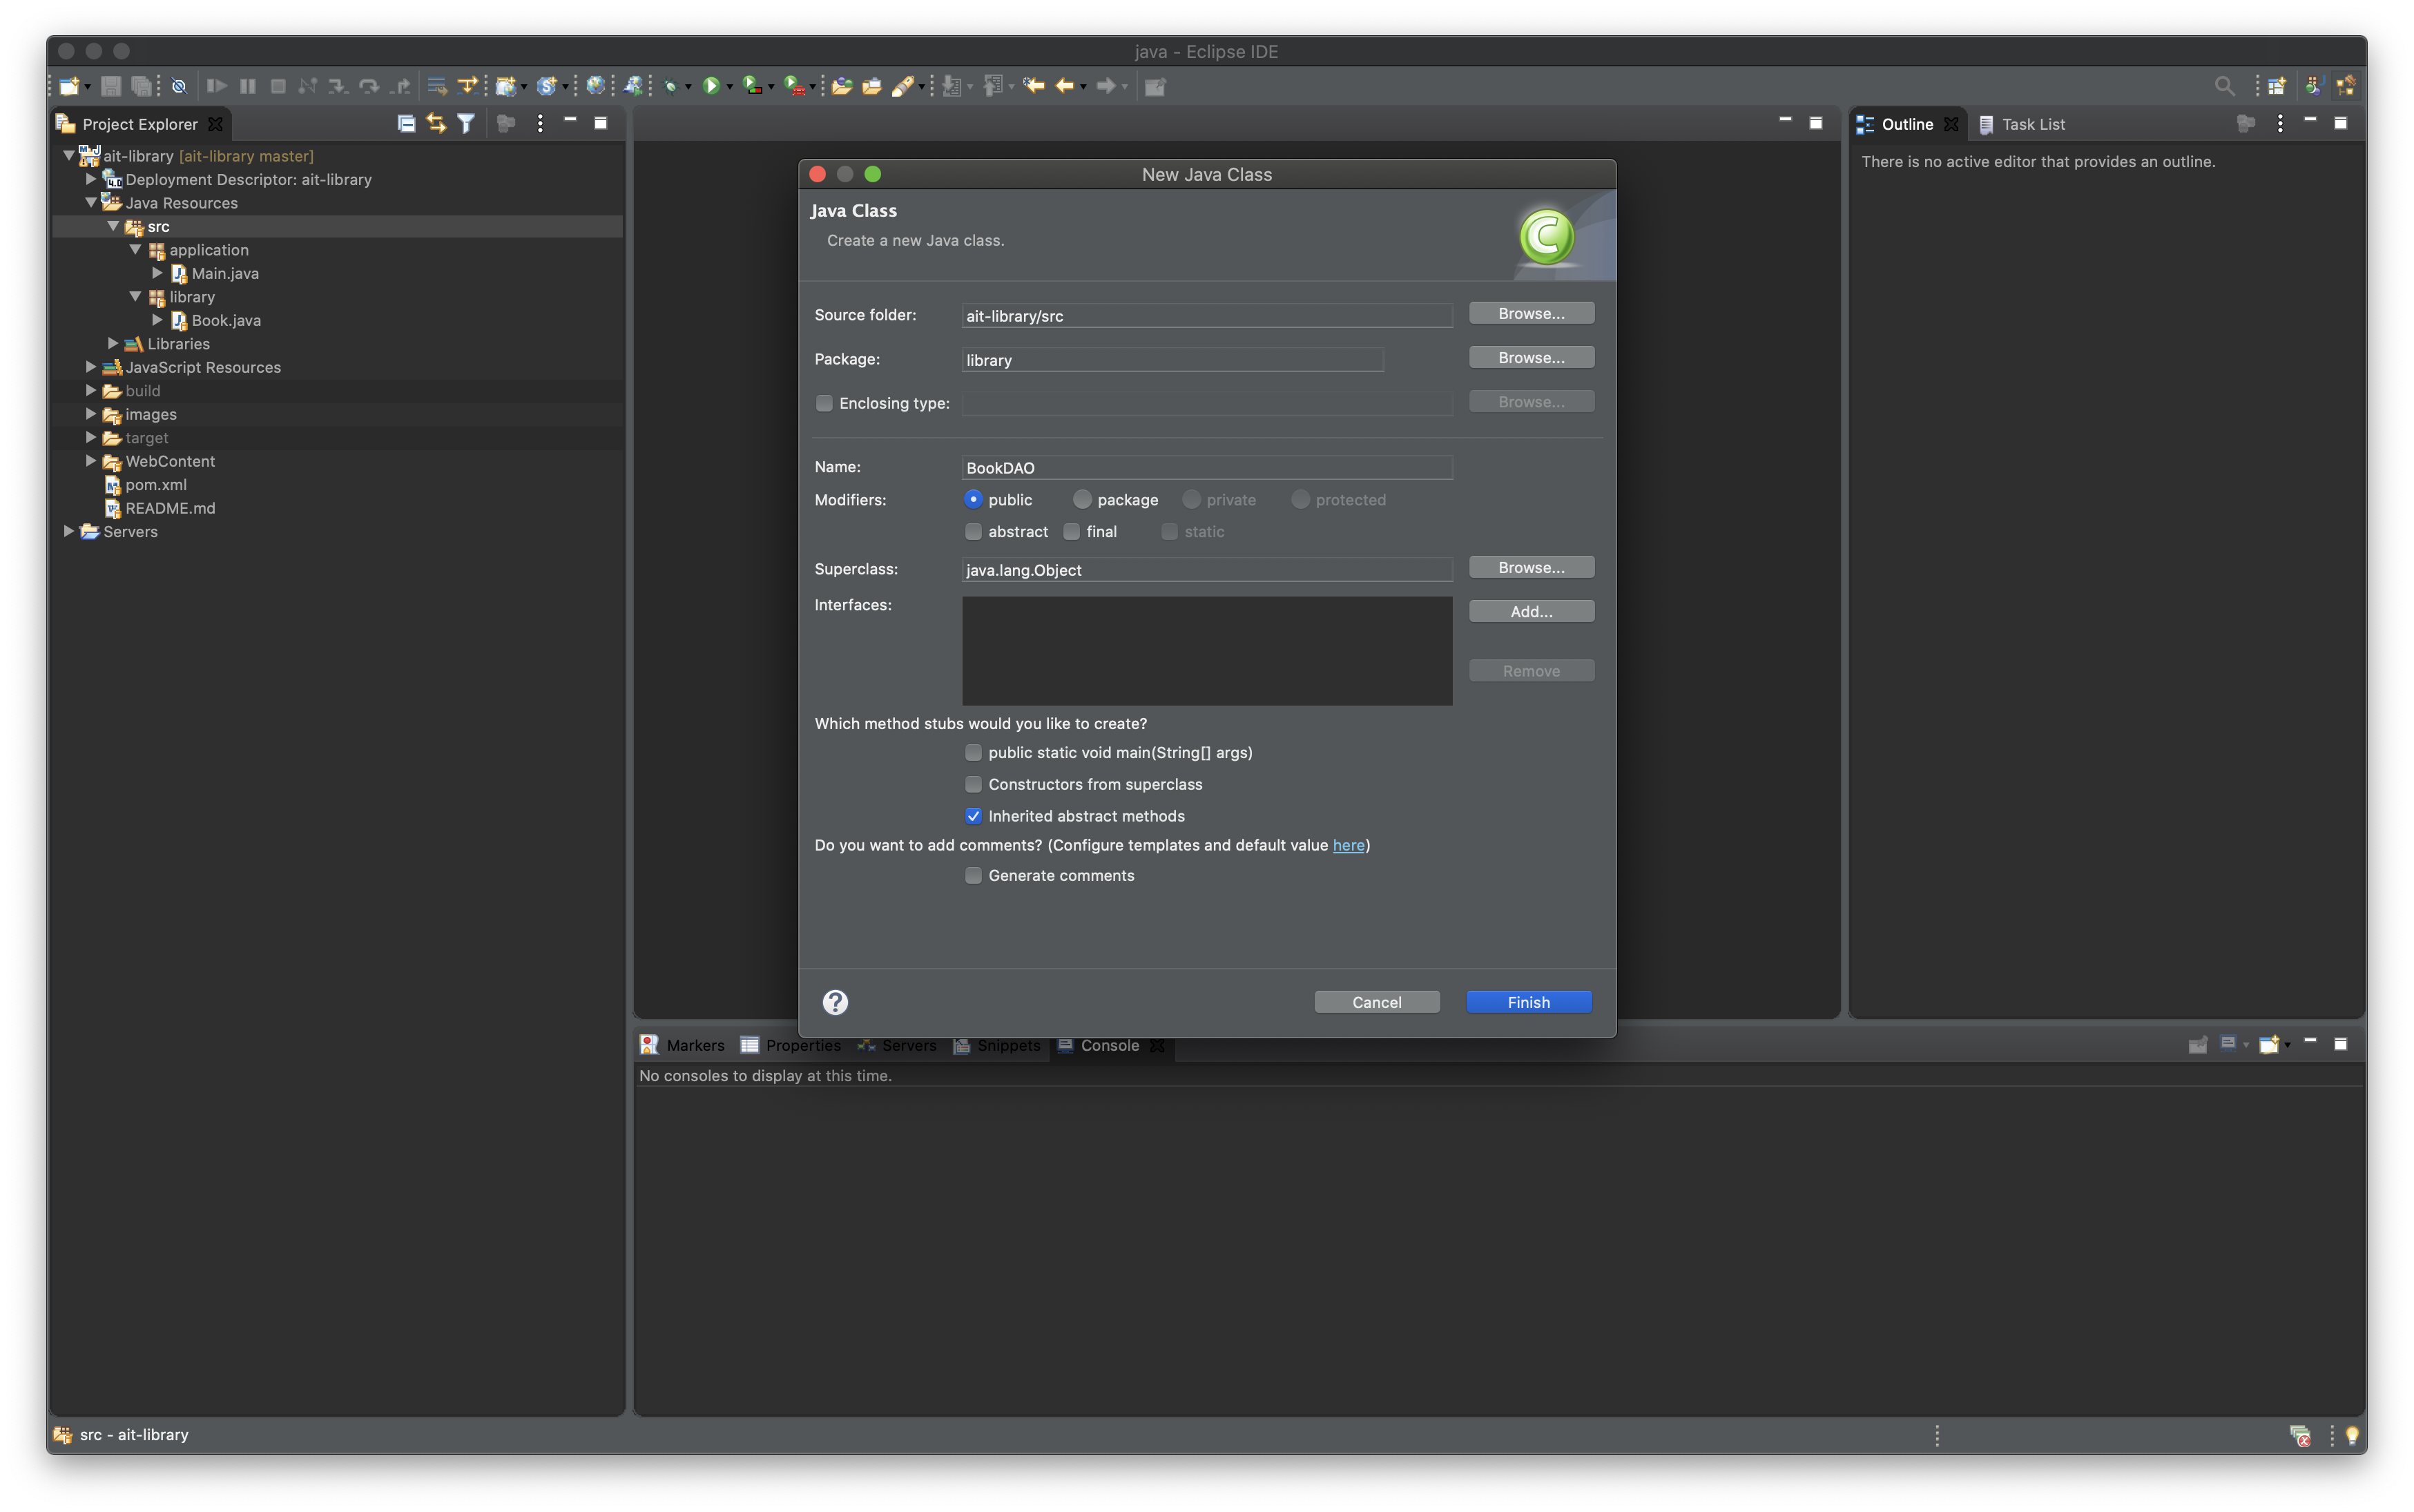 java - Eclipse IDE
Project Explorer
ait-library [ait-library master]
Deployment Descriptor: ait-library
Java Resources
src
application
Main.java
library
Book.java
Libraries
JavaScript Resources
build
images
target
WebContent
pom.xml
README.md
Servers
Outline
Task List
There is no active editor that provides an outline.
New Java Class
Java Class
Create a new Java class.
Source folder: ait-library/src Browse...
Package: library Browse...
Enclosing type: Browse...
Name: BookDAO
Modifiers: public package private protected
abstract final static
Superclass: java.lang.Object Browse...
Interfaces: Add...
Remove
Which method stubs would you like to create?
public static void main(String[] args)
Constructors from superclass
Inherited abstract methods
Do you want to add comments? (Configure templates and default value here)
Generate comments
Cancel Finish
Markers Properties Servers Snippets Console
No consoles to display at this time.
src - ait-library